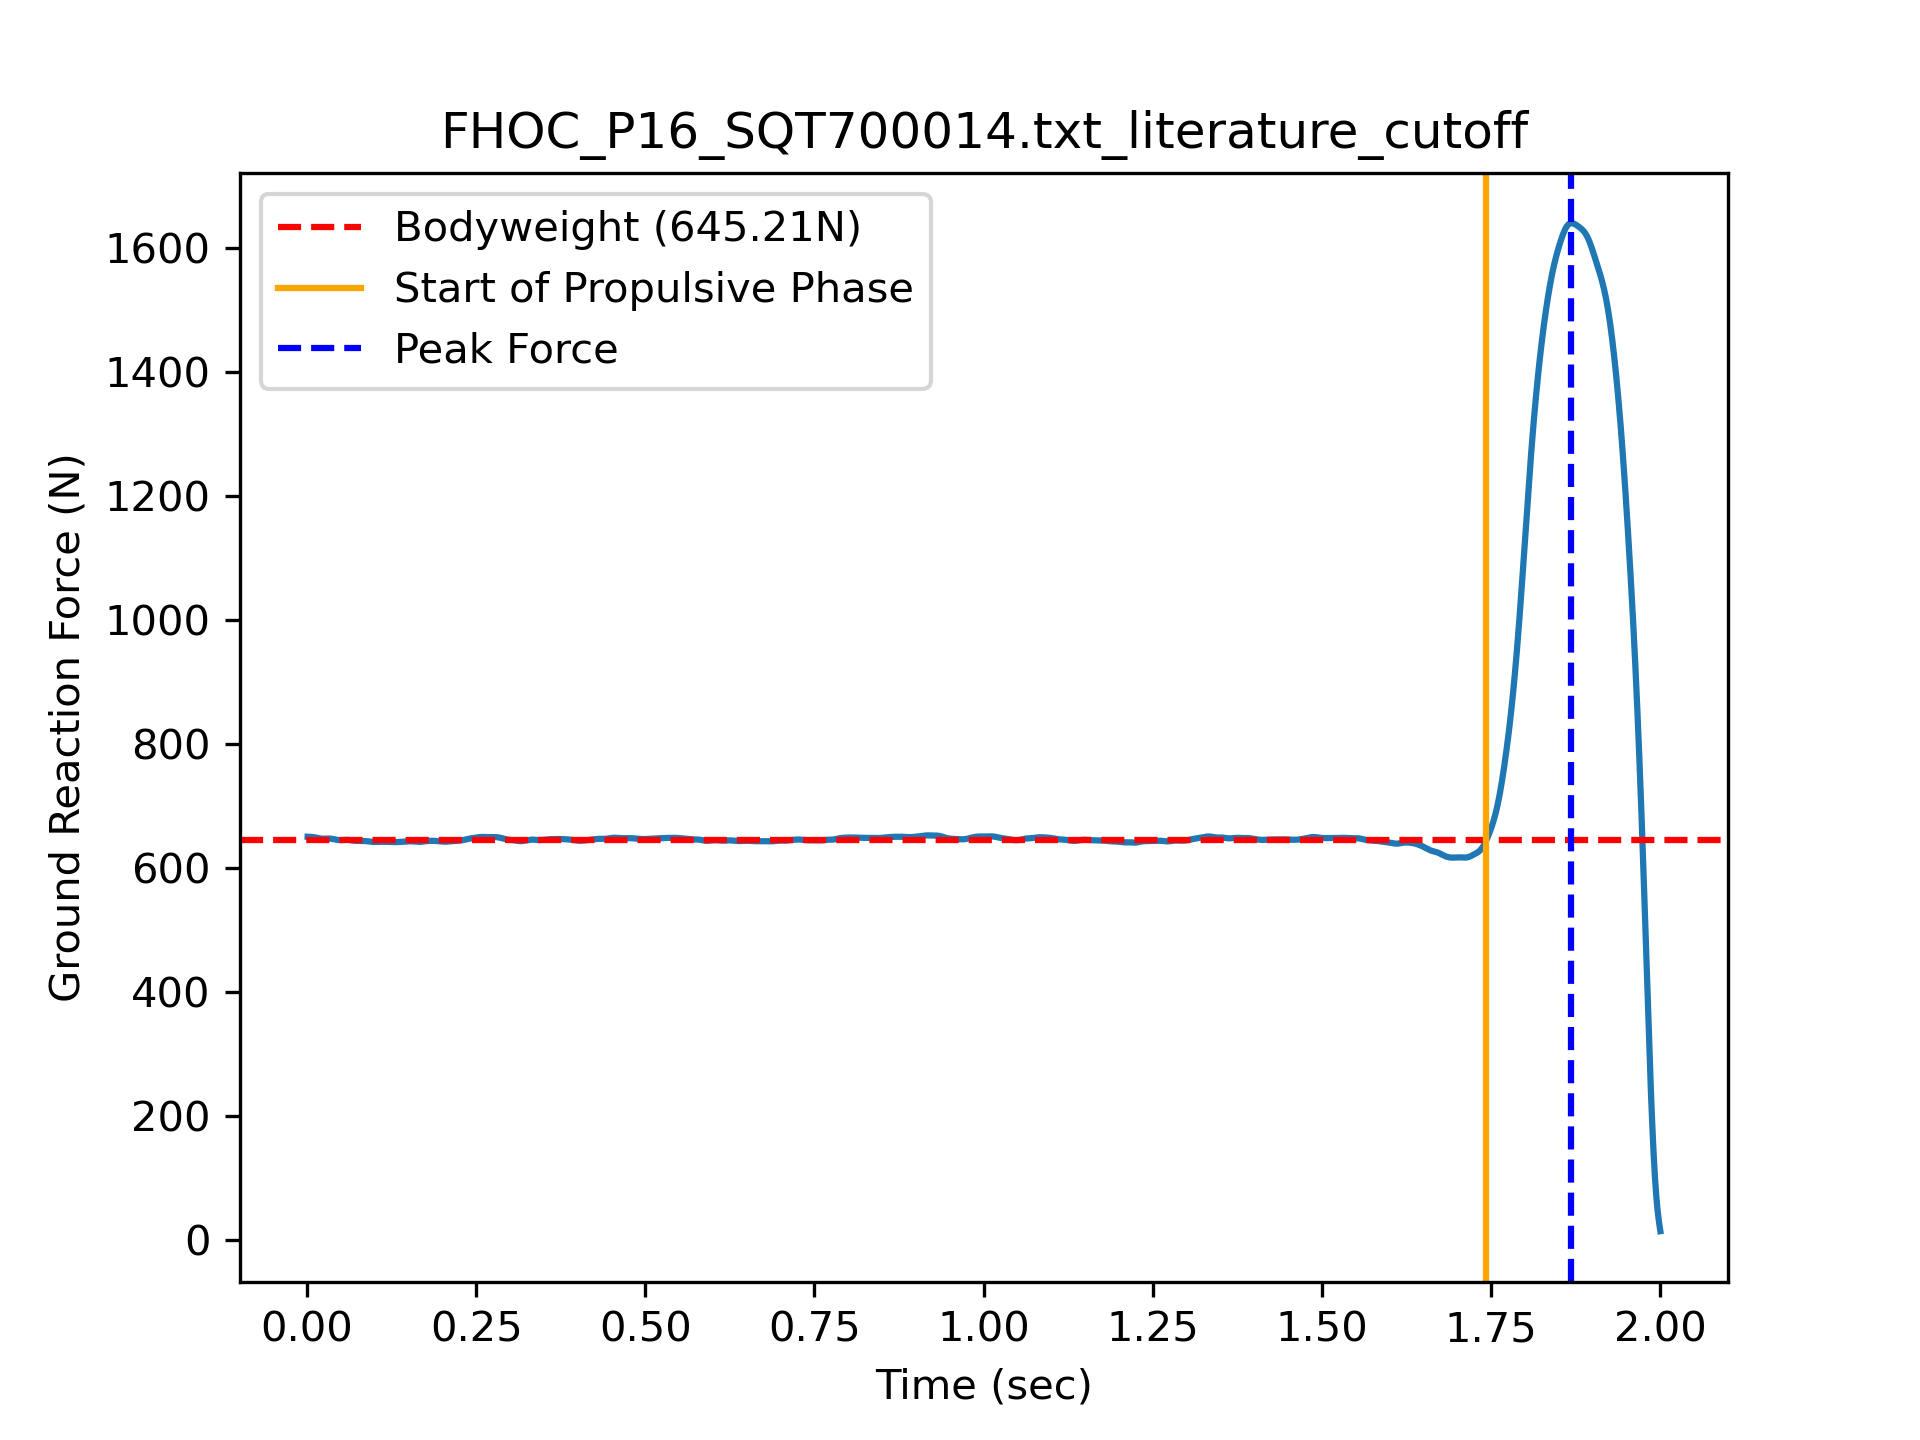 FHOC_P16_SQT700014.txt_literature_cutoff
Bodyweight (645.21N)
Start of Propulsive Phase
Peak Force
Ground Reaction Force (N)
1600
1400
1200
1000
800
600
400
200
0
0.00 0.25 0.50 0.75 1.00 1.25 1.50 1.75 2.00
Time (sec)